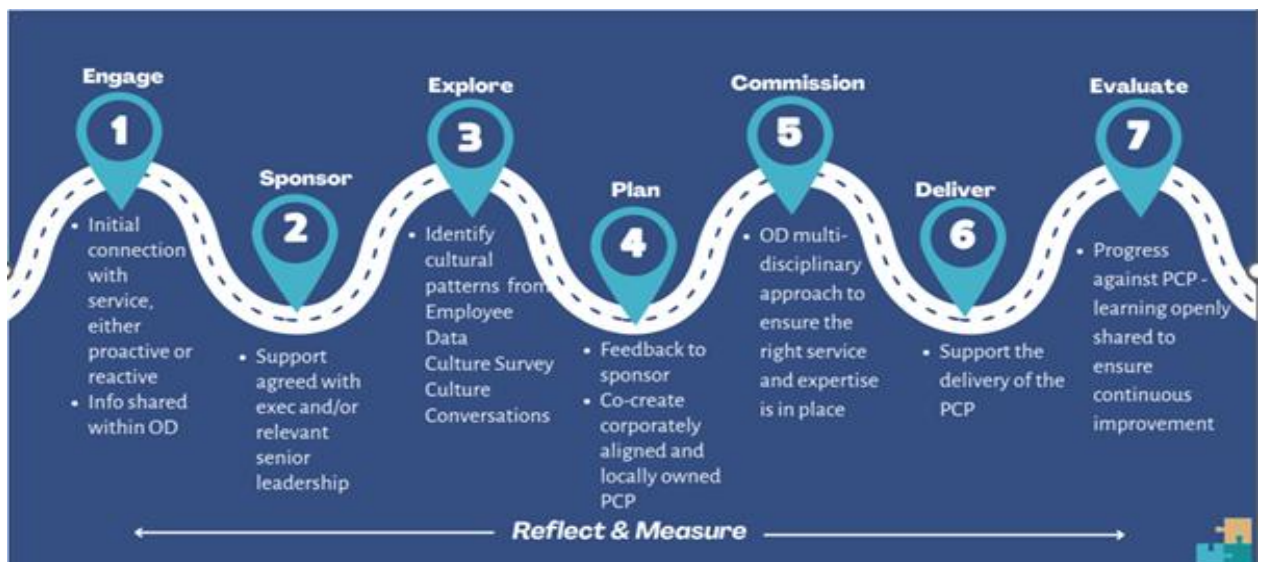 Engage
1
• Initial
connection
with
service,
either
proactive or
reactive
• Info shared
within OD
Sponsor
2
• Support
agreed with
exec and/or
relevant
senior
leadership
Explore
3
• Identify
cultural
patterns from
Employee
Data
Culture Survey
Culture
Conversations
Plan
4
• Feedback to
sponsor
• Co-create
corporately
aligned and
locally owned
PCP
Commission
5
• OD multi-
disciplinary
approach to
ensure the
right service
and expertise
is in place
Deliver
6
• Support the
delivery of the
PCP
Evaluate
7
• Progress
against PCP -
learning openly
shared to
ensure
continuous
improvement
Reflect & Measure